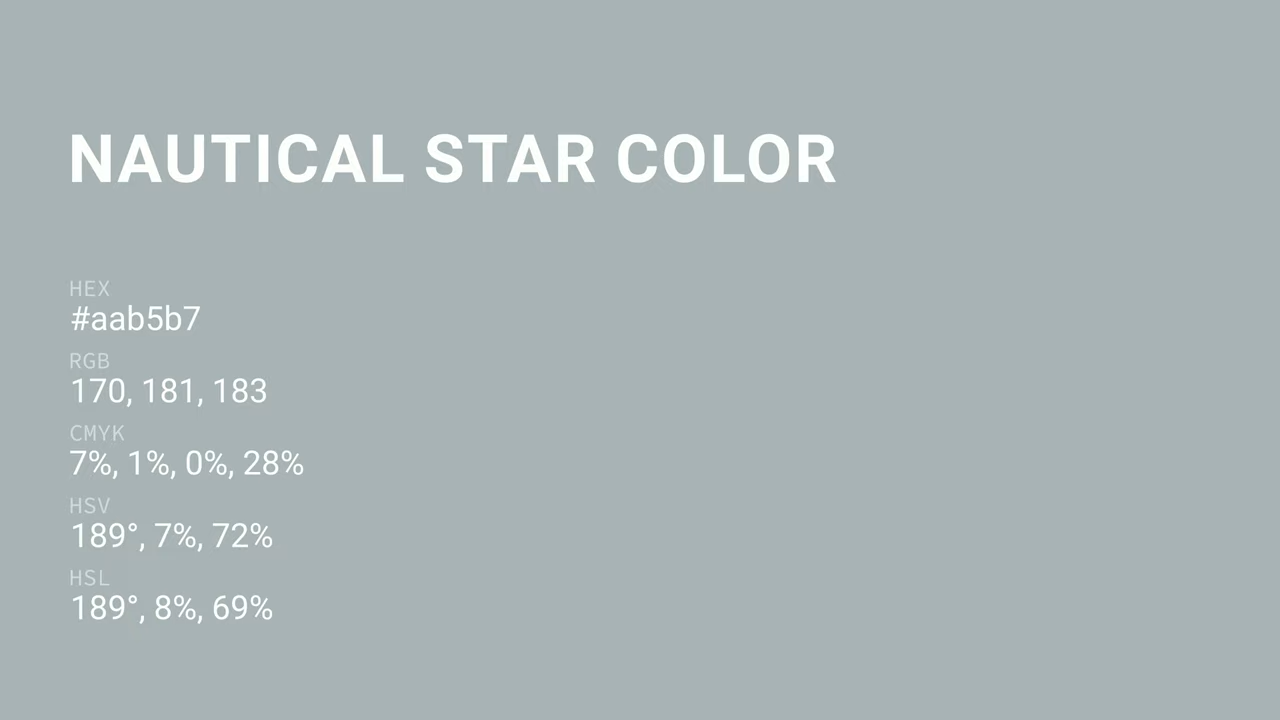 NAUTICAL STAR COLOR
HEX
#aab5b7
RGB
170, 181, 183
CMYK
7%, 1%, 0%, 28%
HSV
189°, 7%, 72%
HSL
189°, 8%, 69%